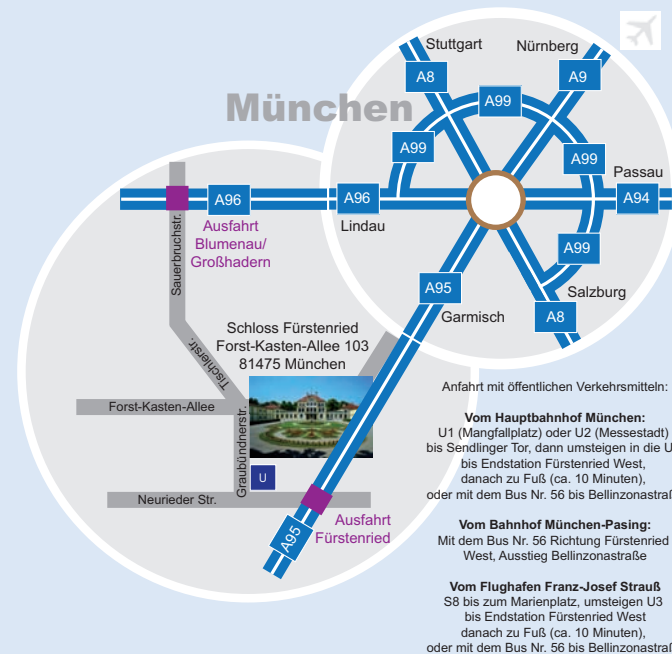 Stuttgart
Nürnberg
München
A8
A9
A99
A99
A99
Passau
A96
A96
A94
Lindau
Ausfahrt
Blumenau/
Großhadern
Sauerbruchstr.
A99
A95
Salzburg
Garmisch
A8
Tischlerstr.
Schloss Fürstenried
Forst-Kasten-Allee 103
81475 München
Forst-Kasten-Allee
Graubündnerstr.
U
Neurieder Str.
Ausfahrt
Fürstenried
A95
Anfahrt mit öffentlichen Verkehrsmitteln:
Vom Hauptbahnhof München:
U1 (Mangfallplatz) oder U2 (Messestadt)
bis Sendlinger Tor, dann umsteigen in die
bis Endstation Fürstenried West,
danach zu Fuß (ca. 10 Minuten),
oder mit dem Bus Nr. 56 bis
Vom Bahnhof München-Pasing:
Mit dem Bus Nr. 56 Richtung Fürstenried
West, Ausstieg Bellinzonastraße
Vom Flughafen Franz-Josef Strauß
S8 bis zum Marienplatz, umsteigen U3
bis Endstation Fürstenried West
danach zu Fuß (ca. 10 Minuten),
oder mit dem Bus Nr. 56 bis